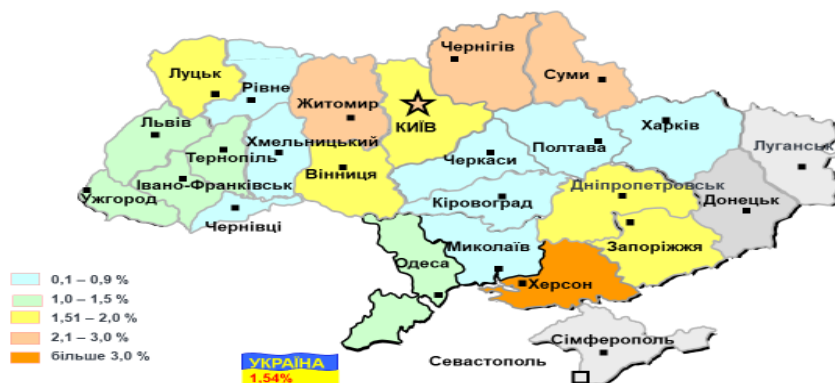 Чернігів
Суми
Луцьк
Рівне
Житомир
КИЇВ
Львів
Тернопіль
Хмельницький
Харків
Полтава
Луганськ
Черкаси
Вінниця
Івано-Франківськ
Ужгород
Дніпропетровськ
Кіровоград
Донецьк
Чернівці
Миколаїв
Запоріжжя
Одеса
Херсон
0,1 – 0,9 %
1,0 – 1,5 %
1,51 – 2,0 %
2,1 – 3,0 %
більше 3,0 %
Сімферополь
Севастополь
УКРАЇНА
1.54%